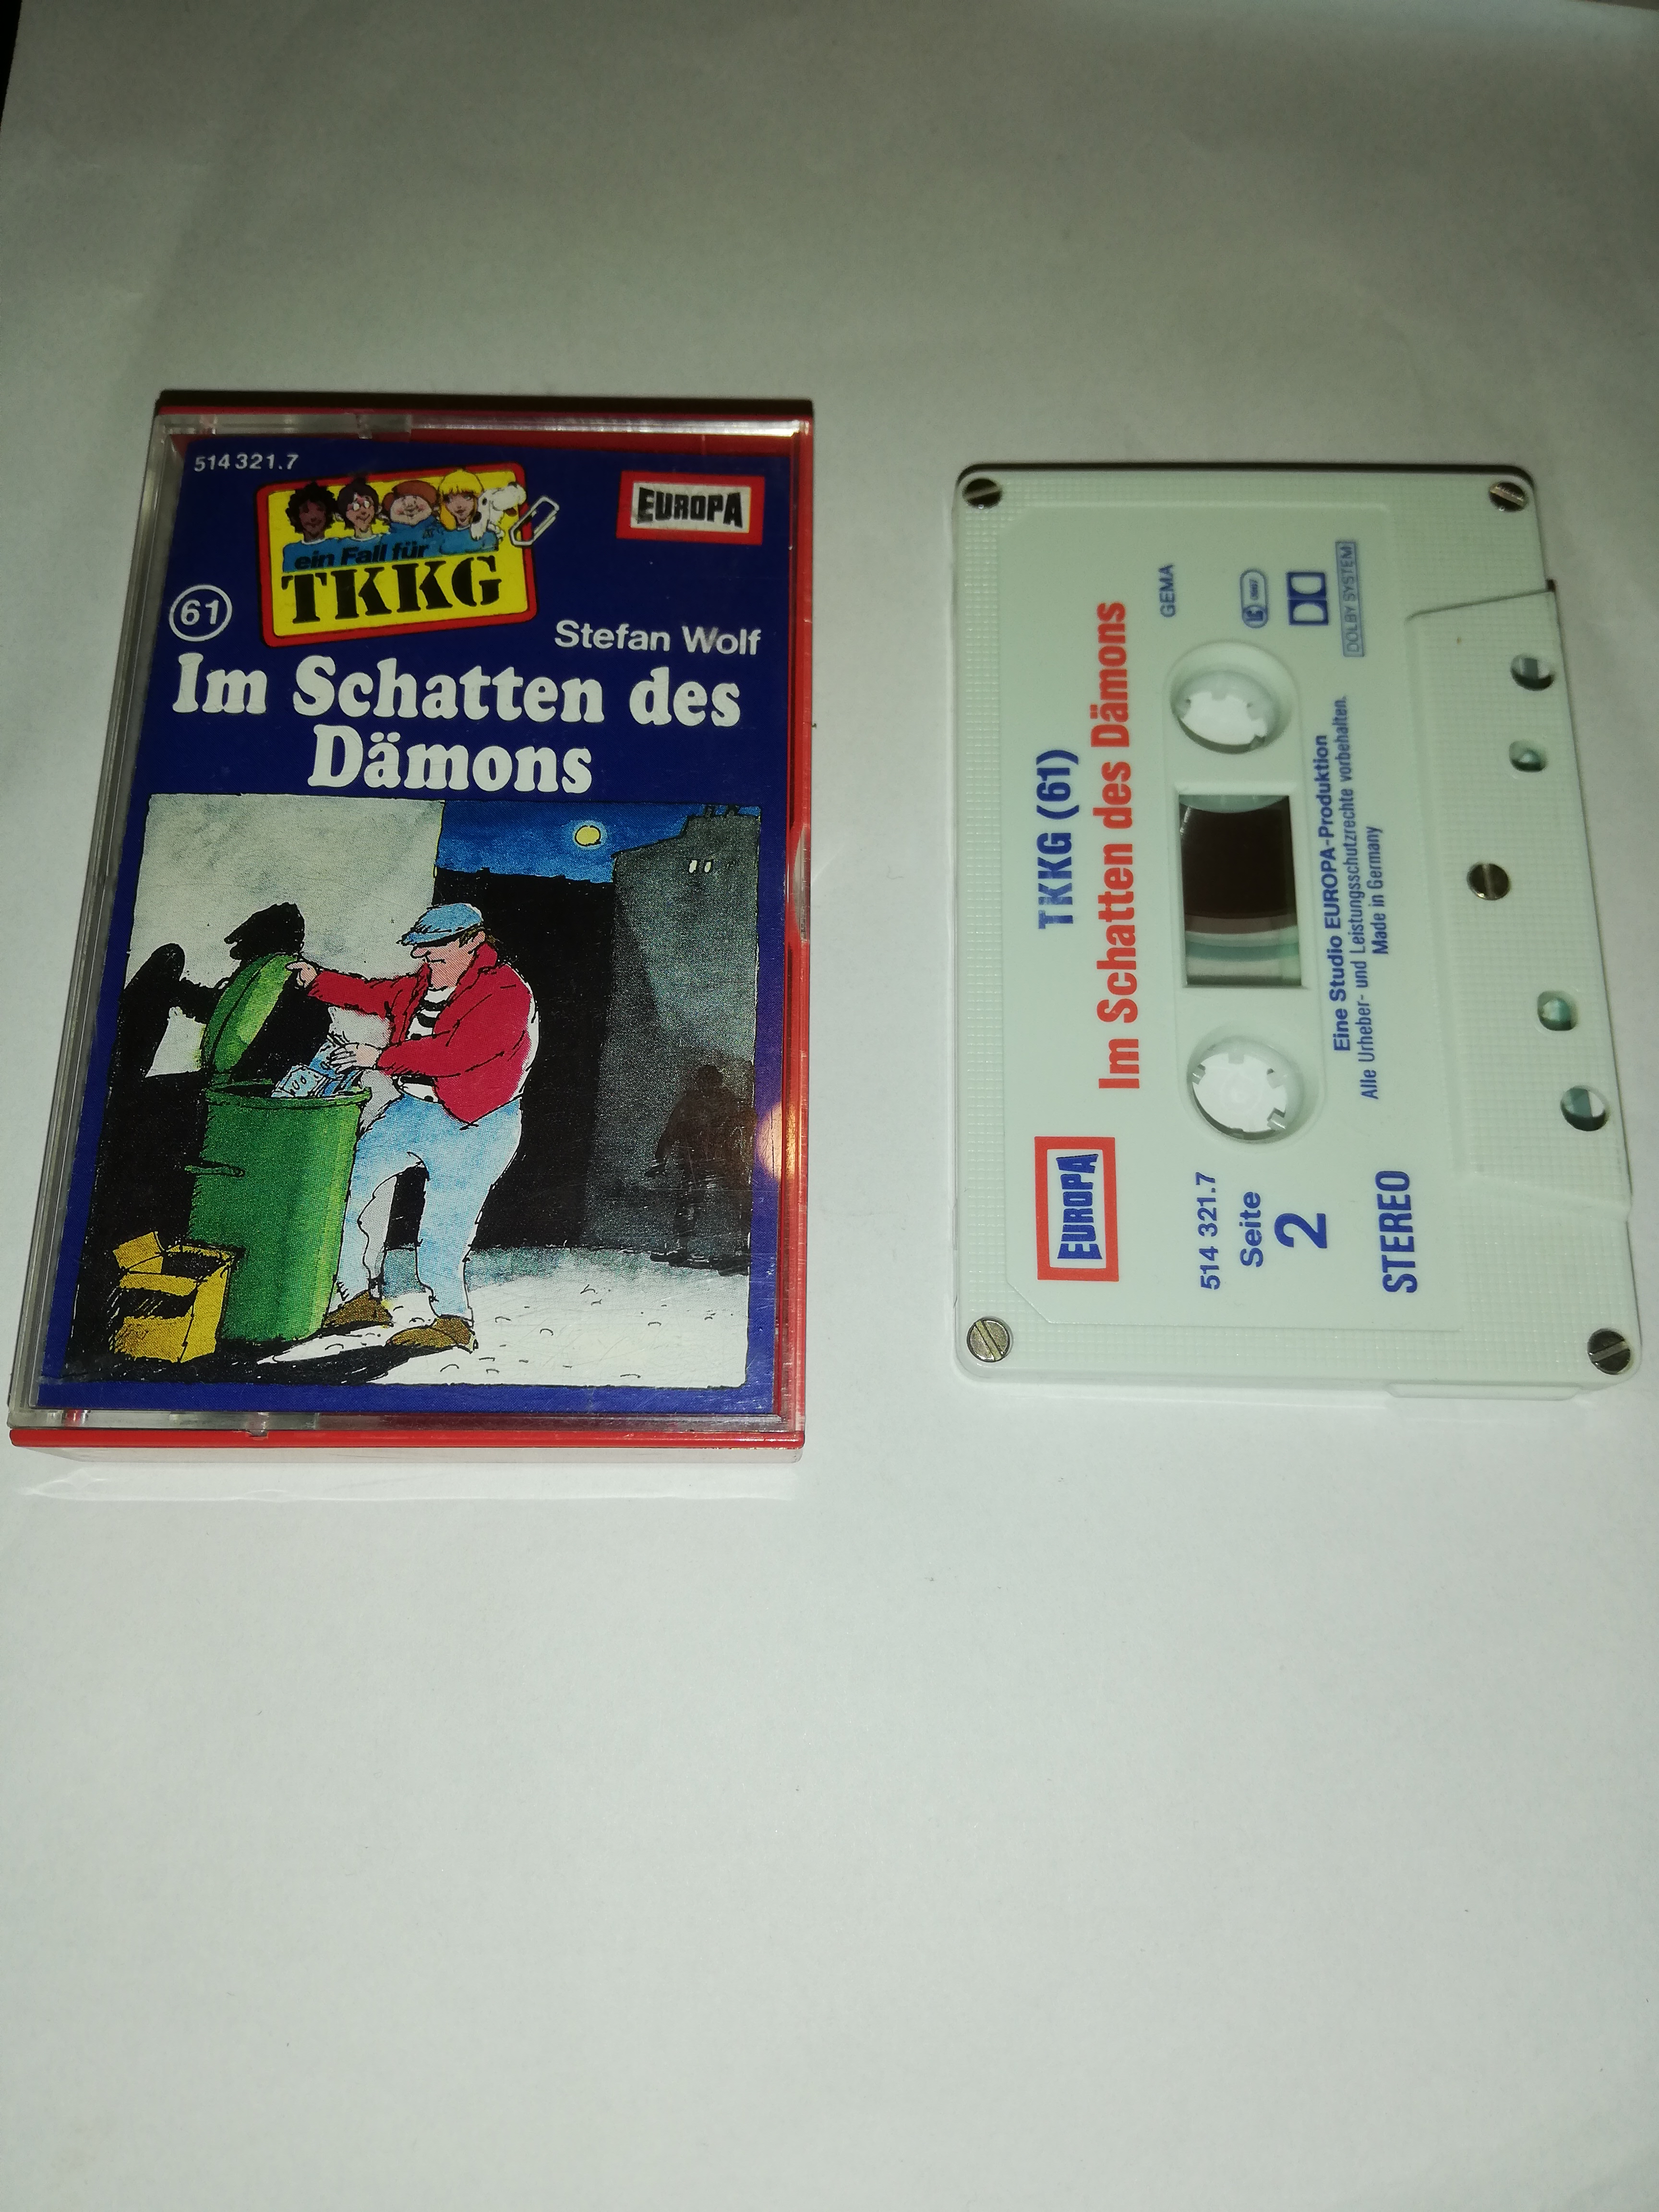 514 321.7
EUROPA
ein Fall für
TKKG
61
Stefan Wolf
Im Schatten des
Dämons
TKKG (61)
Im Schatten des Dämons
EUROPA
GEMA
514 321.7
Seite
2
STEREO
DOLBY SYSTEM
Eine Studio EUROPA-Produktion
Alle Urheber- und Leistungsschutzrechte vorbehalten.
Made in Germany